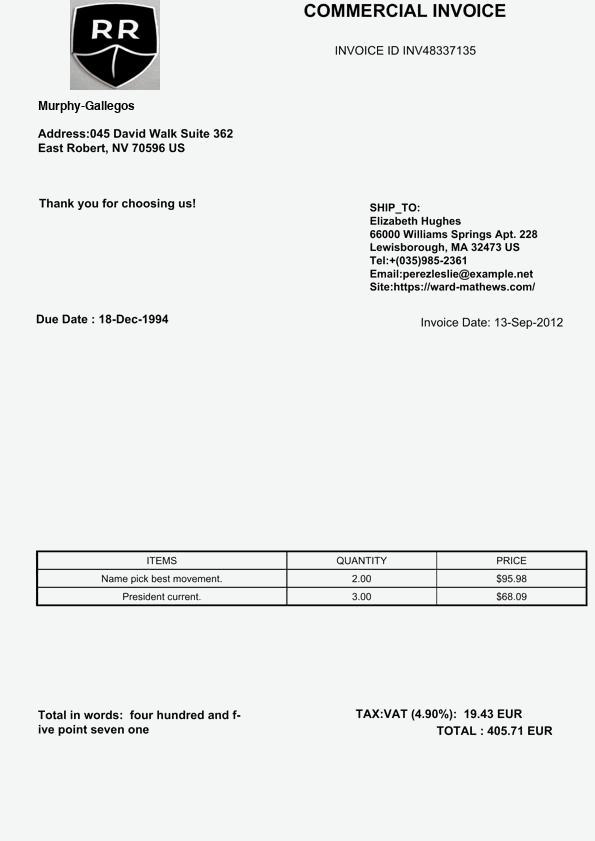 RR
COMMERCIAL INVOICE
INVOICE ID INV48337135
Murphy-Gallegos
Address:045 David Walk Suite 362
East Robert, NV 70596 US
Thank you for choosing us!
SHIP_TO:
Elizabeth Hughes
66000 Williams Springs Apt. 228
Lewisborough, MA 32473 US
Tel:+(035)985-2361
Email:perezleslie@example.net
Site:https://ward-mathews.com/
Due Date : 18-Dec-1994
Invoice Date: 13-Sep-2012
ITEMS QUANTITY PRICE
Name pick best movement. 2.00 $95.98
President current. 3.00 $68.09
Total in words: four hundred and f-
ive point seven one
TAX:VAT (4.90%): 19.43 EUR
TOTAL : 405.71 EUR